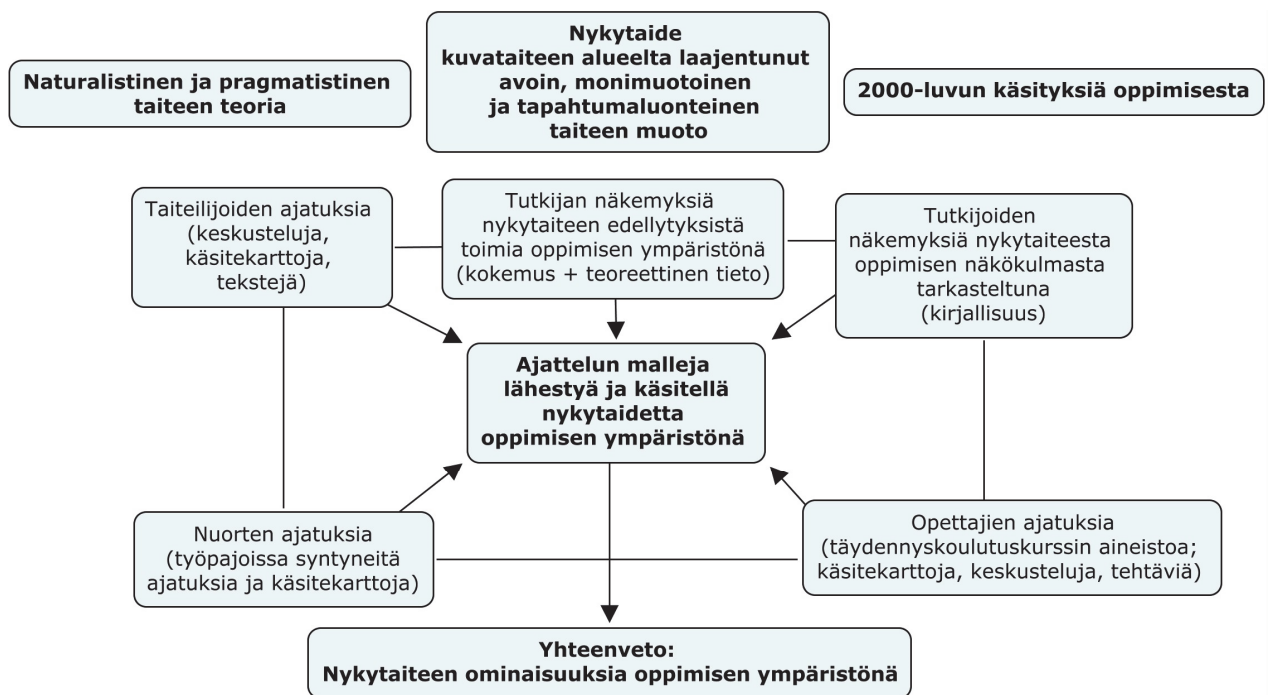 Naturalistinen ja pragmatistinen
taiteen teoria
Nykytaide
kuvataiteen alueelta laajentunut
avoin, monimuotoinen
ja tapahtumaluonteinen
taiteen muoto
2000-luvun käsityksiä oppimisesta
Taiteilijoiden ajatuksia
(keskusteluja,
käsitekarttoja,
tekstejä)
Tutkijan näkemyksiä
nykytaiteen edellytyksistä
toimia oppimisen ympäristönä
(kokemus + teoreettinen tieto)
Tutkijoiden
näkemyksiä nykytaiteesta
oppimisen näkökulmasta
tarkasteltuna
(kirjallisuus)
Ajattelun malleja
lähestyä ja käsitellä
nykytaidetta
oppimisen ympäristönä
Nuorten ajatuksia
(työpajoissa syntyneitä
ajatuksia ja käsitekarttoja)
Opettajien ajatuksia
(täydennyskoulutuskurssin aineistoa;
käsitekarttoja, keskusteluja, tehtäviä)
Yhteenveto:
Nykytaiteen ominaisuuksia oppimisen ympäristönä